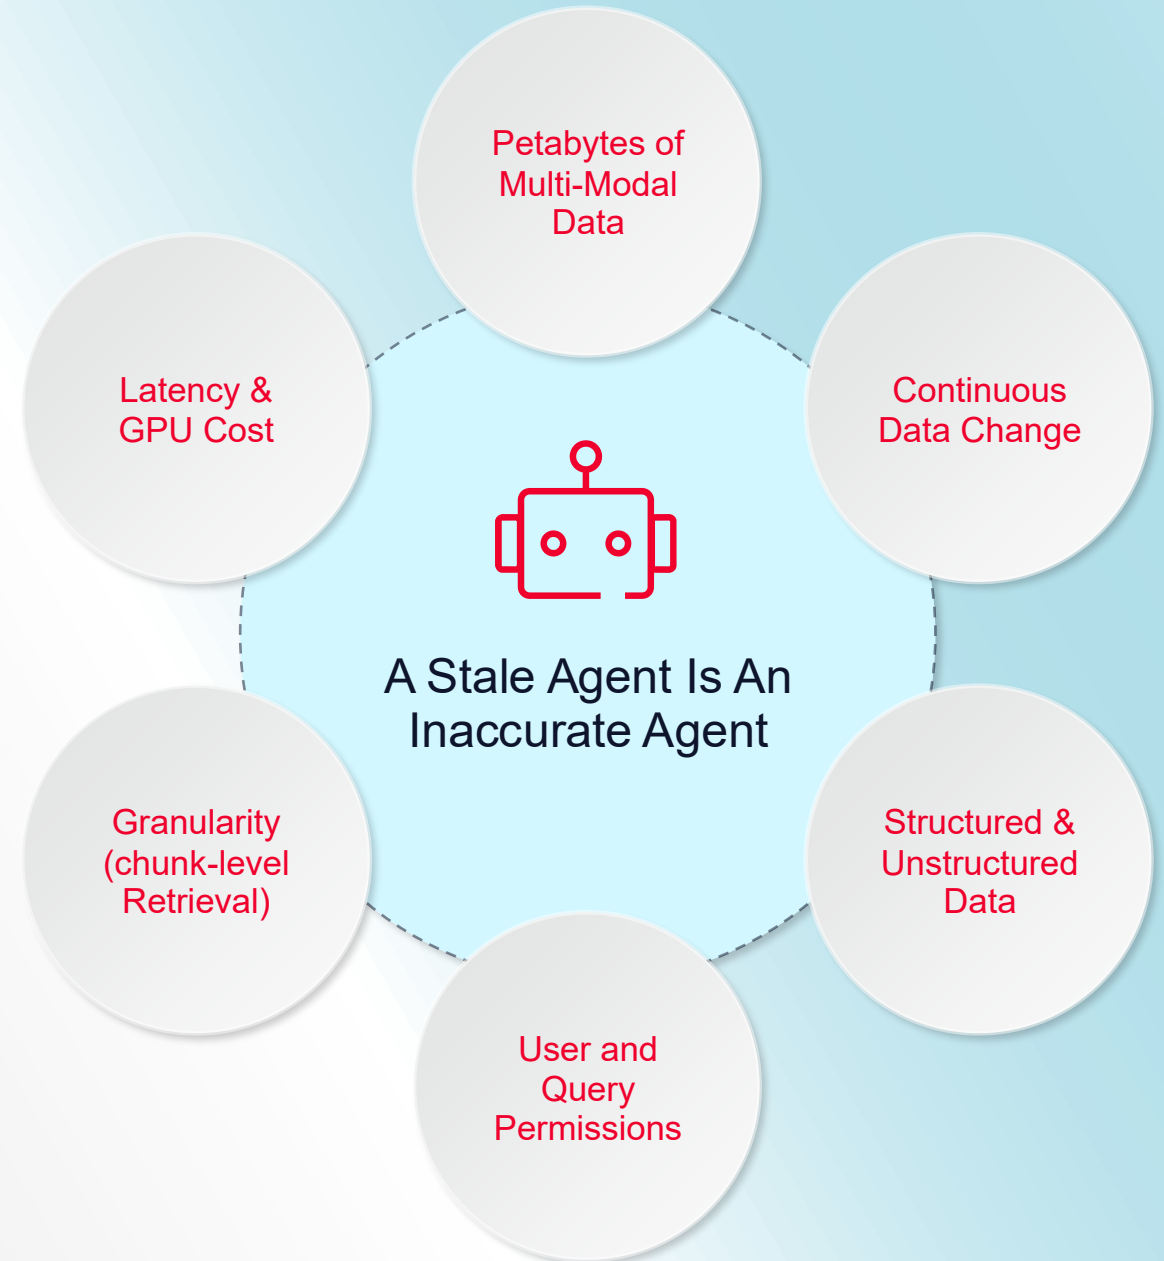 Petabytes of
Multi-Modal
Data
Latency &
GPU Cost
Continuous
Data Change
A Stale Agent Is An
Inaccurate Agent
Granularity
(chunk-level
Retrieval)
Structured &
Unstructured
Data
User and
Query
Permissions